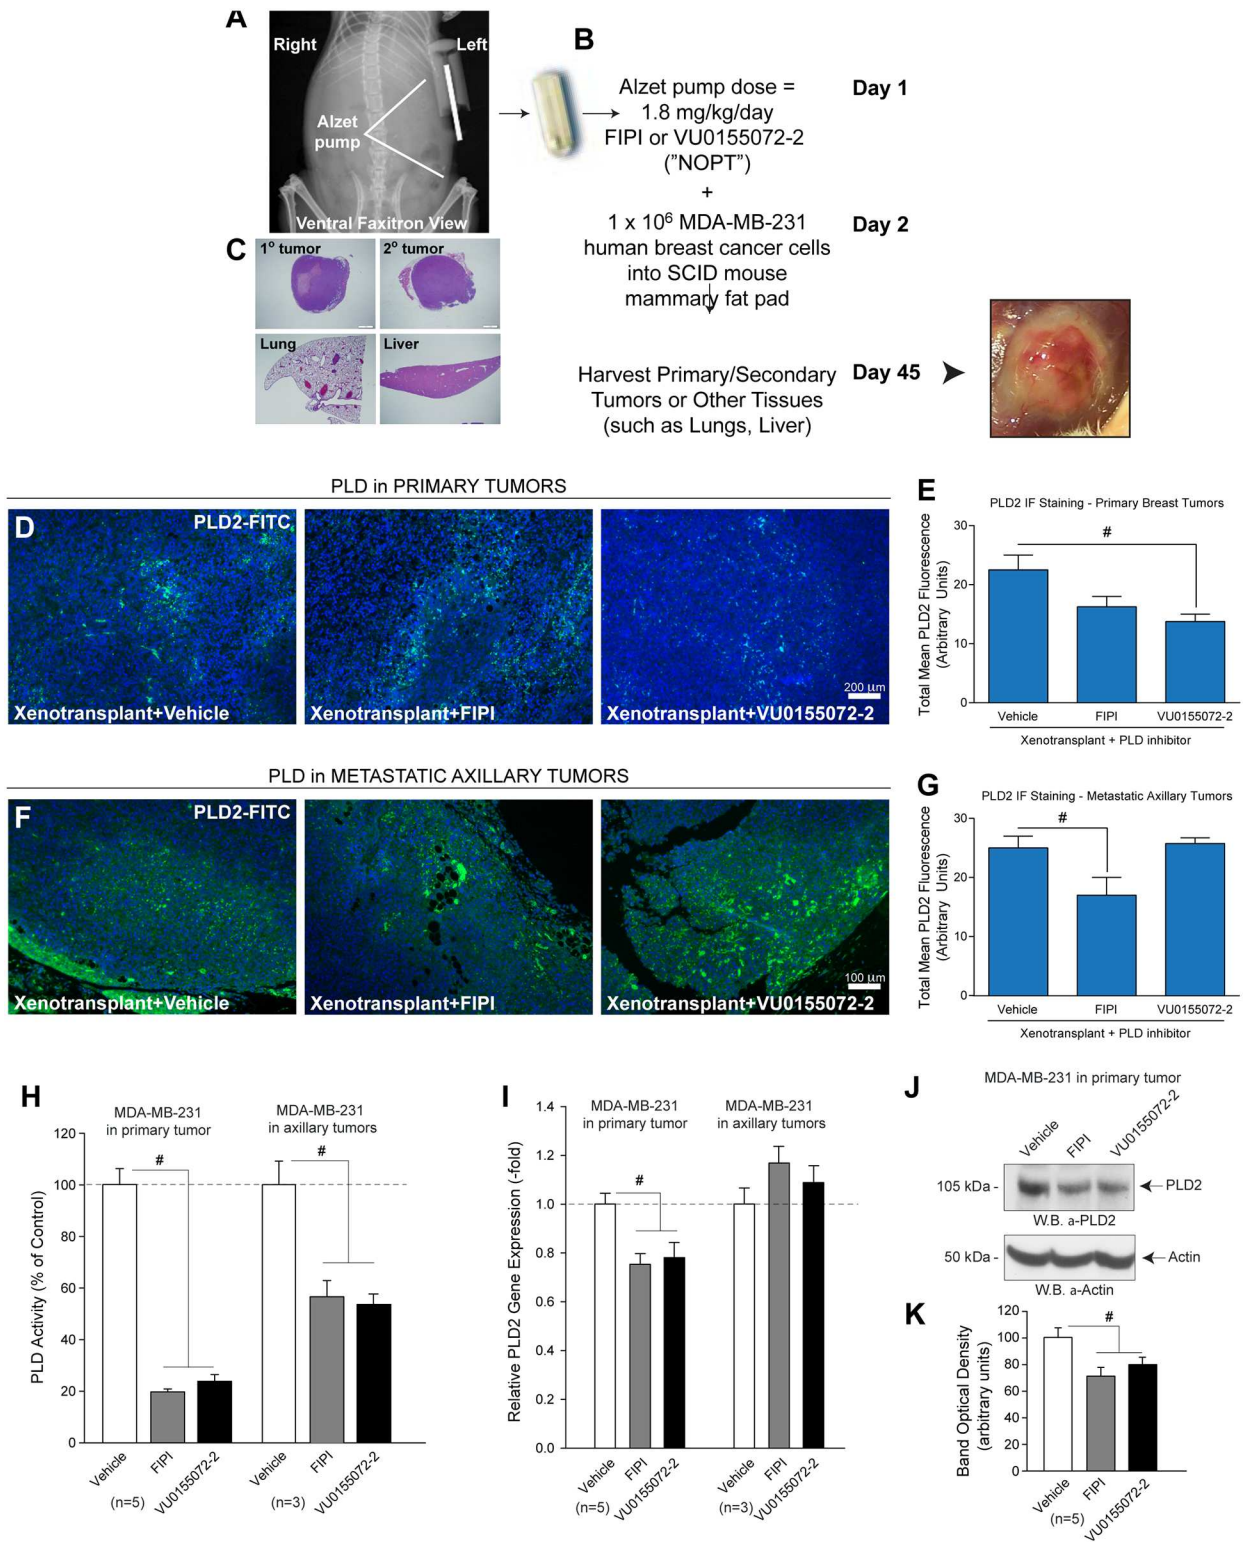 A
Right
Left
Alzet
pump
Ventral Faxitron View
B
Alzet pump dose =
1.8 mg/kg/day
FIPI or VU0155072-2
("NOPT")
+
1 x 10⁶ MDA-MB-231
human breast cancer cells
into SCID mouse
mammary fat pad
Harvest Primary/Secondary
Tumors or Other Tissues
(such as Lungs, Liver)
Day 1
Day 2
Day 45
C
1° tumor
2° tumor
Lung
Liver
PLD in PRIMARY TUMORS
D
PLD2-FITC
Xenotransplant+Vehicle
Xenotransplant+FIPI
200 µm
Xenotransplant+VU0155072-2
E
PLD2 IF Staining - Primary Breast Tumors
Total Mean PLD2 Fluorescence
(Arbitrary Units)
30
20
10
0
#
Vehicle
FIPI
VU0155072-2
Xenotransplant + PLD inhibitor
PLD in METASTATIC AXILLARY TUMORS
F
PLD2-FITC
Xenotransplant+Vehicle
Xenotransplant+FIPI
100 µm
Xenotransplant+VU0155072-2
G
PLD2 IF Staining - Metastatic Axillary Tumors
Total Mean PLD2 Fluorescence
(Arbitrary Units)
30
20
10
0
#
Vehicle
FIPI
VU0155072-2
Xenotransplant + PLD inhibitor
H
MDA-MB-231
in primary tumor
MDA-MB-231
in axillary tumors
PLD Activity (% of Control)
120
100
80
60
40
20
0
#
#
Vehicle
FIPI
VU0155072-2
(n=5)
Vehicle
FIPI
VU0155072-2
(n=3)
I
MDA-MB-231
in primary tumor
MDA-MB-231
in axillary tumors
Relative PLD2 Gene Expression (-fold)
1.4
1.2
1.0
0.8
0.6
0.4
0.2
0.0
#
Vehicle
FIPI
VU0155072-2
(n=5)
Vehicle
FIPI
VU0155072-2
(n=3)
J
MDA-MB-231 in primary tumor
Vehicle
FIPI
VU0155072-2
105 kDa -
PLD2
W.B. a-PLD2
50 kDa -
Actin
W.B. a-Actin
K
Band Optical Density
(arbitrary units)
120
100
80
60
40
20
0
#
Vehicle
FIPI
VU0155072-2
(n=5)